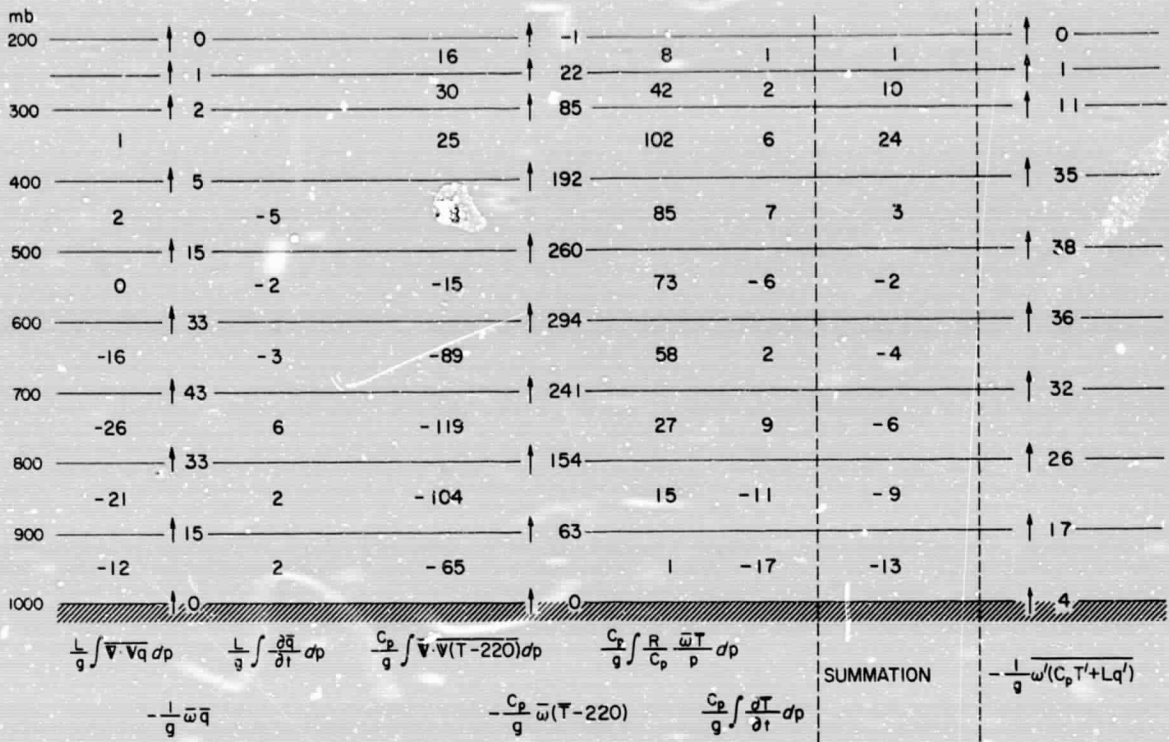 mb
200 0 -1 0
16 8 1 1
1 22 1
30 42 2 10
300 2 85 11
1 25 102 6 24
400 5 192 35
2 -5 85 7 3
500 15 260 38
0 -2 -15 73 -6 -2
600 33 294 36
-16 -3 -89 58 2 -4
700 43 241 32
-26 6 -119 27 9 -6
800 33 154 26
-21 2 -104 15 -11 -9
900 15 63 17
-12 2 -65 1 -17 -13
1000 0 0 4
L/g ∫ ∇·𝕍q dp L/g ∫ ∂q̄/∂t dp Cp/g ∫ ∇·𝕍(T-220)dp Cp/g ∫ R/Cp ω̄T̄/p dp
SUMMATION -1/g ω'(CpT'+Lq')
-1/g ω̄q̄ -Cp/g ω̄(T̄-220) Cp/g ∫ ∂T̄/∂t dp